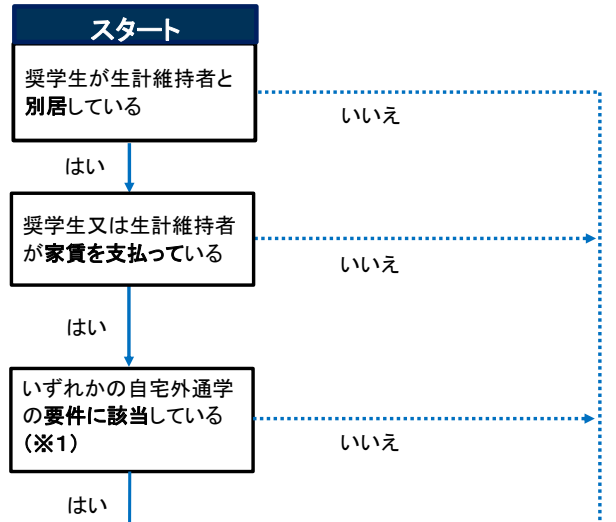 スタート
奨学生が生計維持者と
別居している
いいえ
はい
奨学生又は生計維持者
が家賃を支払っている
いいえ
はい
いずれかの自宅外通学
の要件に該当している
(※1)
いいえ
はい